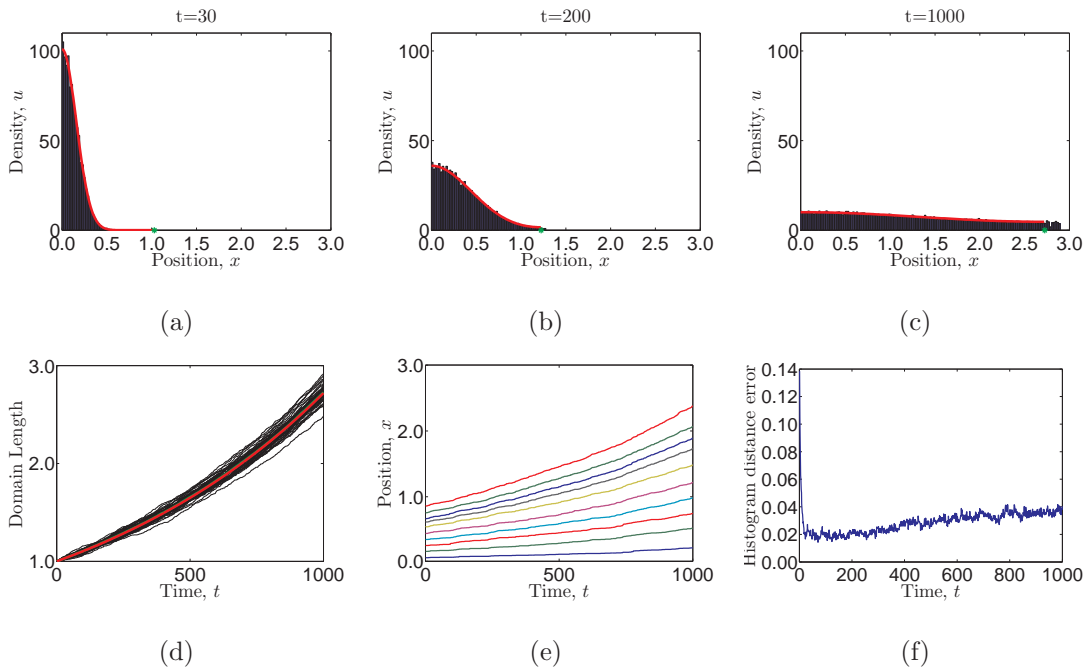 t=30
t=200
t=1000
100
50
0
Density, u
0.0 0.5 1.0 1.5 2.0 2.5 3.0
Position, x
100
50
0
Density, u
0.0 0.5 1.0 1.5 2.0 2.5 3.0
Position, x
100
50
0
Density, u
0.0 0.5 1.0 1.5 2.0 2.5 3.0
Position, x
(a)
(b)
(c)
3.0
2.0
1.0
Domain Length
0 500 1000
Time, t
3.0
2.0
1.0
0.0
Position, x
0 500 1000
Time, t
0.14
0.12
0.10
0.08
0.06
0.04
0.02
0.00
Histogram distance error
0 200 400 600 800 1000
Time, t
(d)
(e)
(f)